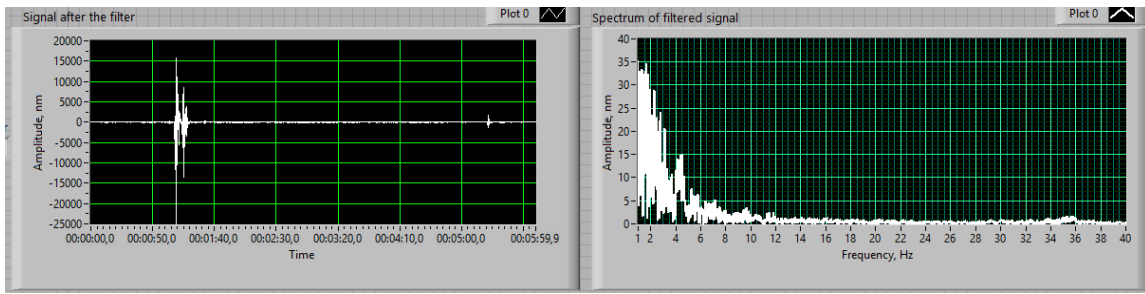 Signal after the filter
Plot 0
Amplitude, nm
20000
15000
10000
5000
0
-5000
-10000
-15000
-20000
-25000
00:00:00,0 00:00:50,0 00:01:40,0 00:02:30,0 00:03:20,0 00:04:10,0 00:05:00,0 00:05:59,9
Time
Spectrum of filtered signal
Plot 0
Amplitude, nm
40
35
30
25
20
15
10
5
0
1 2 4 6 8 10 12 14 16 18 20 22 24 26 28 30 32 34 36 38 40
Frequency, Hz